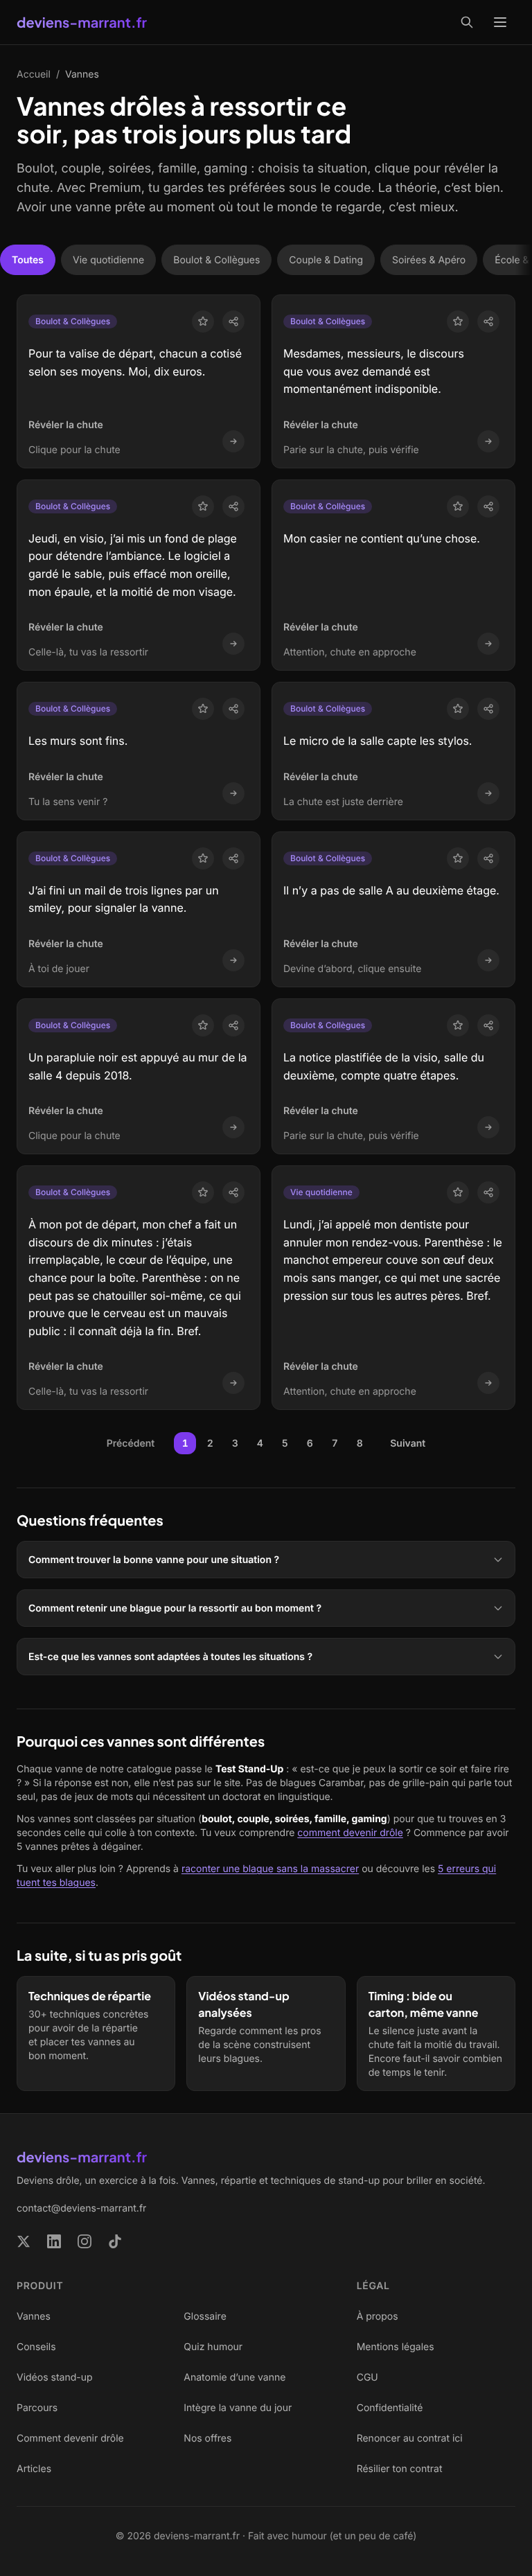 deviens-marrant.fr
Accueil / Vannes
Vannes drôles à ressortir ce
soir, pas trois jours plus tard
Boulot, couple, soirées, famille, gaming : choisis ta situation, clique pour révéler la
chute. Avec Premium, tu gardes tes préférées sous le coude. La théorie, c’est bien.
Avoir une vanne prête au moment où tout le monde te regarde, c’est mieux.
Toutes
Vie quotidienne
Boulot & Collègues
Couple & Dating
Soirées & Apéro
École &
Boulot & Collègues
Pour ta valise de départ, chacun a cotisé
selon ses moyens. Moi, dix euros.
Révéler la chute
Clique pour la chute
Boulot & Collègues
Mesdames, messieurs, le discours
que vous avez demandé est
momentanément indisponible.
Révéler la chute
Parie sur la chute, puis vérifie
Boulot & Collègues
Jeudi, en visio, j’ai mis un fond de plage
pour détendre l’ambiance. Le logiciel a
gardé le sable, puis effacé mon oreille,
mon épaule, et la moitié de mon visage.
Révéler la chute
Celle-là, tu vas la ressortir
Boulot & Collègues
Mon casier ne contient qu’une chose.
Révéler la chute
Attention, chute en approche
Boulot & Collègues
Les murs sont fins.
Révéler la chute
Tu la sens venir ?
Boulot & Collègues
Le micro de la salle capte les stylos.
Révéler la chute
La chute est juste derrière
Boulot & Collègues
J’ai fini un mail de trois lignes par un
smiley, pour signaler la vanne.
Révéler la chute
À toi de jouer
Boulot & Collègues
Il n’y a pas de salle A au deuxième étage.
Révéler la chute
Devine d’abord, clique ensuite
Boulot & Collègues
Un parapluie noir est appuyé au mur de la
salle 4 depuis 2018.
Révéler la chute
Clique pour la chute
Boulot & Collègues
La notice plastifiée de la visio, salle du
deuxième, compte quatre étapes.
Révéler la chute
Parie sur la chute, puis vérifie
Boulot & Collègues
À mon pot de départ, mon chef a fait un
discours de dix minutes : j’étais
irremplaçable, le cœur de l’équipe, une
chance pour la boîte. Parenthèse : on ne
peut pas se chatouiller soi-même, ce qui
prouve que le cerveau est un mauvais
public : il connaît déjà la fin. Bref.
Révéler la chute
Celle-là, tu vas la ressortir
Vie quotidienne
Lundi, j’ai appelé mon dentiste pour
annuler mon rendez-vous. Parenthèse : le
manchot empereur couve son œuf deux
mois sans manger, ce qui met une sacrée
pression sur tous les autres pères. Bref.
Révéler la chute
Attention, chute en approche
Précédent 1 2 3 4 5 6 7 8 Suivant
Questions fréquentes
Comment trouver la bonne vanne pour une situation ?
Comment retenir une blague pour la ressortir au bon moment ?
Est-ce que les vannes sont adaptées à toutes les situations ?
Pourquoi ces vannes sont différentes
Chaque vanne de notre catalogue passe le Test Stand-Up : « est-ce que je peux la sortir ce soir et faire rire
? » Si la réponse est non, elle n’est pas sur le site. Pas de blagues Carambar, pas de grille-pain qui parle tout
seul, pas de jeux de mots qui nécessitent un doctorat en linguistique.
Nos vannes sont classées par situation (boulot, couple, soirées, famille, gaming) pour que tu trouves en 3
secondes celle qui colle à ton contexte. Tu veux comprendre comment devenir drôle ? Commence par avoir
5 vannes prêtes à dégainer.
Tu veux aller plus loin ? Apprends à raconter une blague sans la massacrer ou découvre les 5 erreurs qui
tuent tes blagues.
La suite, si tu as pris goût
Techniques de répartie
30+ techniques concrètes
pour avoir de la répartie
et placer tes vannes au
bon moment.
Vidéos stand-up
analysées
Regarde comment les pros
de la scène construisent
leurs blagues.
Timing : bide ou
carton, même vanne
Le silence juste avant la
chute fait la moitié du travail.
Encore faut-il savoir combien
de temps le tenir.
deviens-marrant.fr
Deviens drôle, un exercice à la fois. Vannes, répartie et techniques de stand-up pour briller en société.
contact@deviens-marrant.fr
PRODUIT
Vannes
Conseils
Vidéos stand-up
Parcours
Comment devenir drôle
Articles
Glossaire
Quiz humour
Anatomie d’une vanne
Intègre la vanne du jour
Nos offres
LÉGAL
À propos
Mentions légales
CGU
Confidentialité
Renoncer au contrat ici
Résilier ton contrat
© 2026 deviens-marrant.fr · Fait avec humour (et un peu de café)